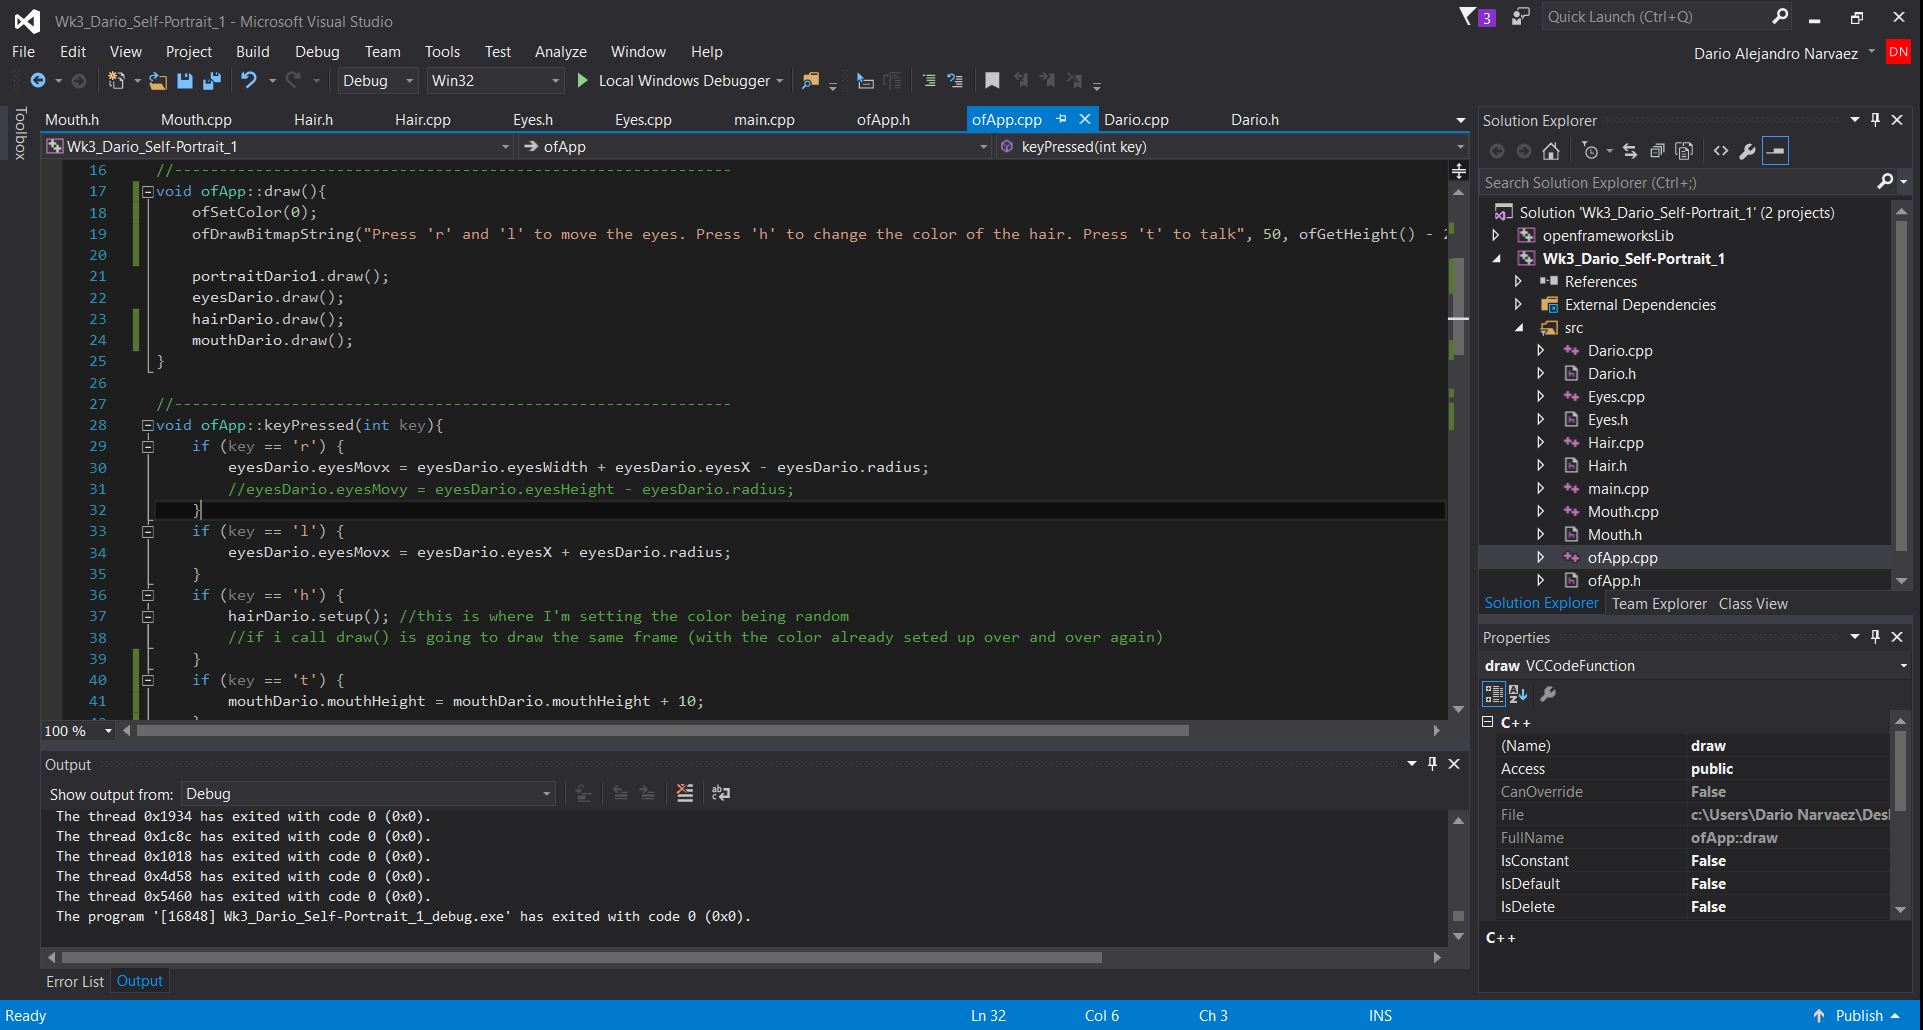 Wk3_Dario_Self-Portrait_1 - Microsoft Visual Studio
3
Quick Launch (Ctrl+Q)
File Edit View Project Build Debug Team Tools Test Analyze Window Help
Dario Alejandro Narvaez DN
Debug Win32 Local Windows Debugger
Toolbox
Mouth.h Mouth.cpp Hair.h Hair.cpp Eyes.h Eyes.cpp main.cpp ofApp.h ofApp.cpp Dario.cpp Dario.h
Wk3_Dario_Self-Portrait_1 ofApp keyPressed(int key)
16 //--------------------------------------------------------------
17 void ofApp::draw(){
18 ofSetColor(0);
19 ofDrawBitmapString("Press 'r' and 'l' to move the eyes. Press 'h' to change the color of the hair. Press 't' to talk", 50, ofGetHeight() -
20
21 portraitDario1.draw();
22 eyesDario.draw();
23 hairDario.draw();
24 mouthDario.draw();
25 }
26
27 //--------------------------------------------------------------
28 void ofApp::keyPressed(int key){
29 if (key == 'r') {
30 eyesDario.eyesMovx = eyesDario.eyesWidth + eyesDario.eyesX - eyesDario.radius;
31 //eyesDario.eyesMovy = eyesDario.eyesHeight - eyesDario.radius;
32 }
33 if (key == 'l') {
34 eyesDario.eyesMovx = eyesDario.eyesX + eyesDario.radius;
35 }
36 if (key == 'h') {
37 hairDario.setup(); //this is where I'm setting the color being random
38 //if i call draw() is going to draw the same frame (with the color already seted up over and over again)
39 }
40 if (key == 't') {
41 mouthDario.mouthHeight = mouthDario.mouthHeight + 10;
100 %
Output
Show output from: Debug
The thread 0x1934 has exited with code 0 (0x0).
The thread 0x1c8c has exited with code 0 (0x0).
The thread 0x1018 has exited with code 0 (0x0).
The thread 0x4d58 has exited with code 0 (0x0).
The thread 0x5460 has exited with code 0 (0x0).
The program '[16848] Wk3_Dario_Self-Portrait_1_debug.exe' has exited with code 0 (0x0).
Error List Output
Solution Explorer
Search Solution Explorer (Ctrl+;)
Solution 'Wk3_Dario_Self-Portrait_1' (2 projects)
openframeworksLib
Wk3_Dario_Self-Portrait_1
References
External Dependencies
src
Dario.cpp
Dario.h
Eyes.cpp
Eyes.h
Hair.cpp
Hair.h
main.cpp
Mouth.cpp
Mouth.h
ofApp.cpp
ofApp.h
Solution Explorer Team Explorer Class View
Properties
draw VCCodeFunction
C++
(Name) draw
Access public
CanOverride False
File c:\Users\Dario Narvaez\Des
FullName ofApp::draw
IsConstant False
IsDefault False
IsDelete False
C++
Ready Ln 32 Col 6 Ch 3 INS Publish